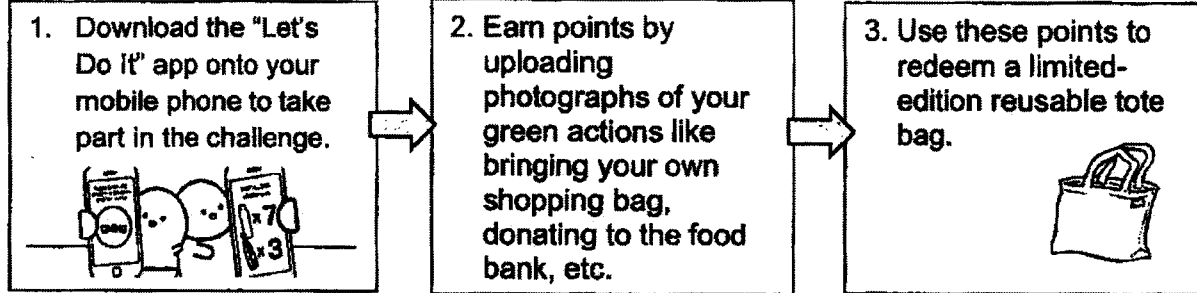 1. Download the "Let's
Do it" app onto your
mobile phone to take
part in the challenge.
x7
x3
2. Earn points by
uploading
photographs of your
green actions like
bringing your own
shopping bag,
donating to the food
bank, etc.
3. Use these points to
redeem a limited-
edition reusable tote
bag.